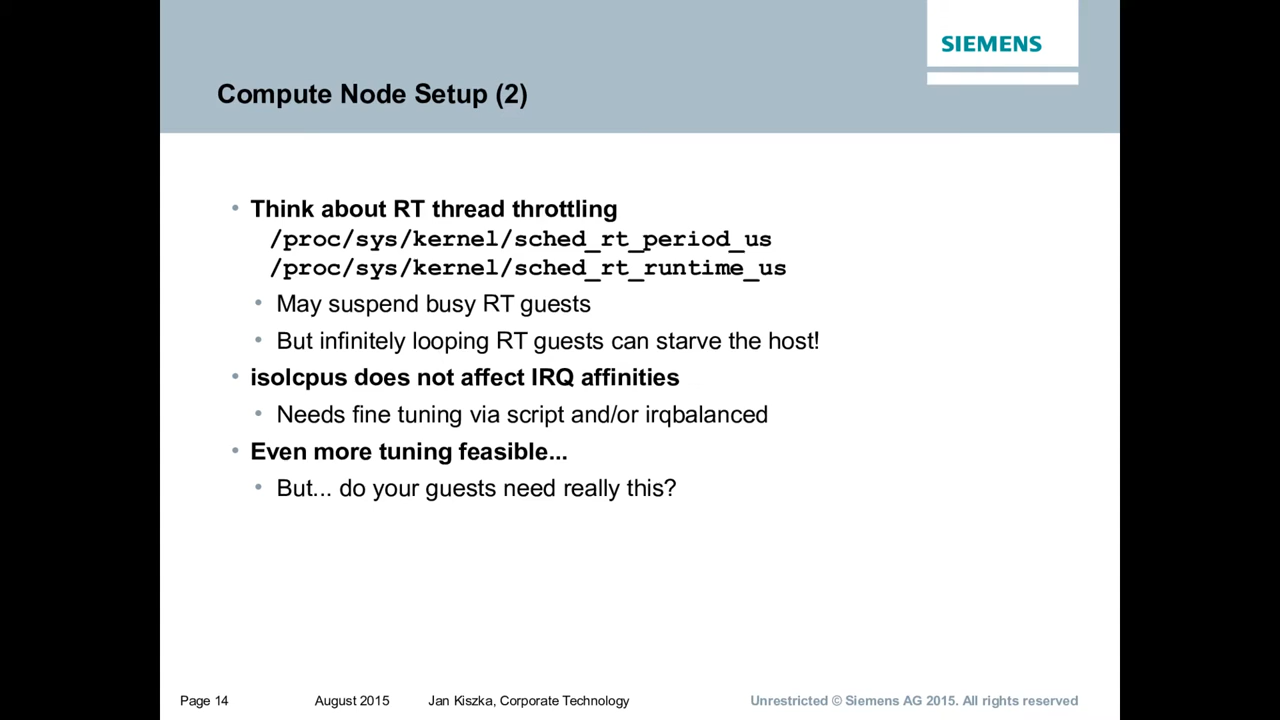 SIEMENS
Compute Node Setup (2)
• Think about RT thread throttling
/proc/sys/kernel/sched_rt_period_us
/proc/sys/kernel/sched_rt_runtime_us
• May suspend busy RT guests
• But infinitely looping RT guests can starve the host!
• isolcpus does not affect IRQ affinities
• Needs fine tuning via script and/or irqbalanced
• Even more tuning feasible...
• But... do your guests need really this?
Page 14 August 2015 Jan Kiszka, Corporate Technology Unrestricted © Siemens AG 2015. All rights reserved